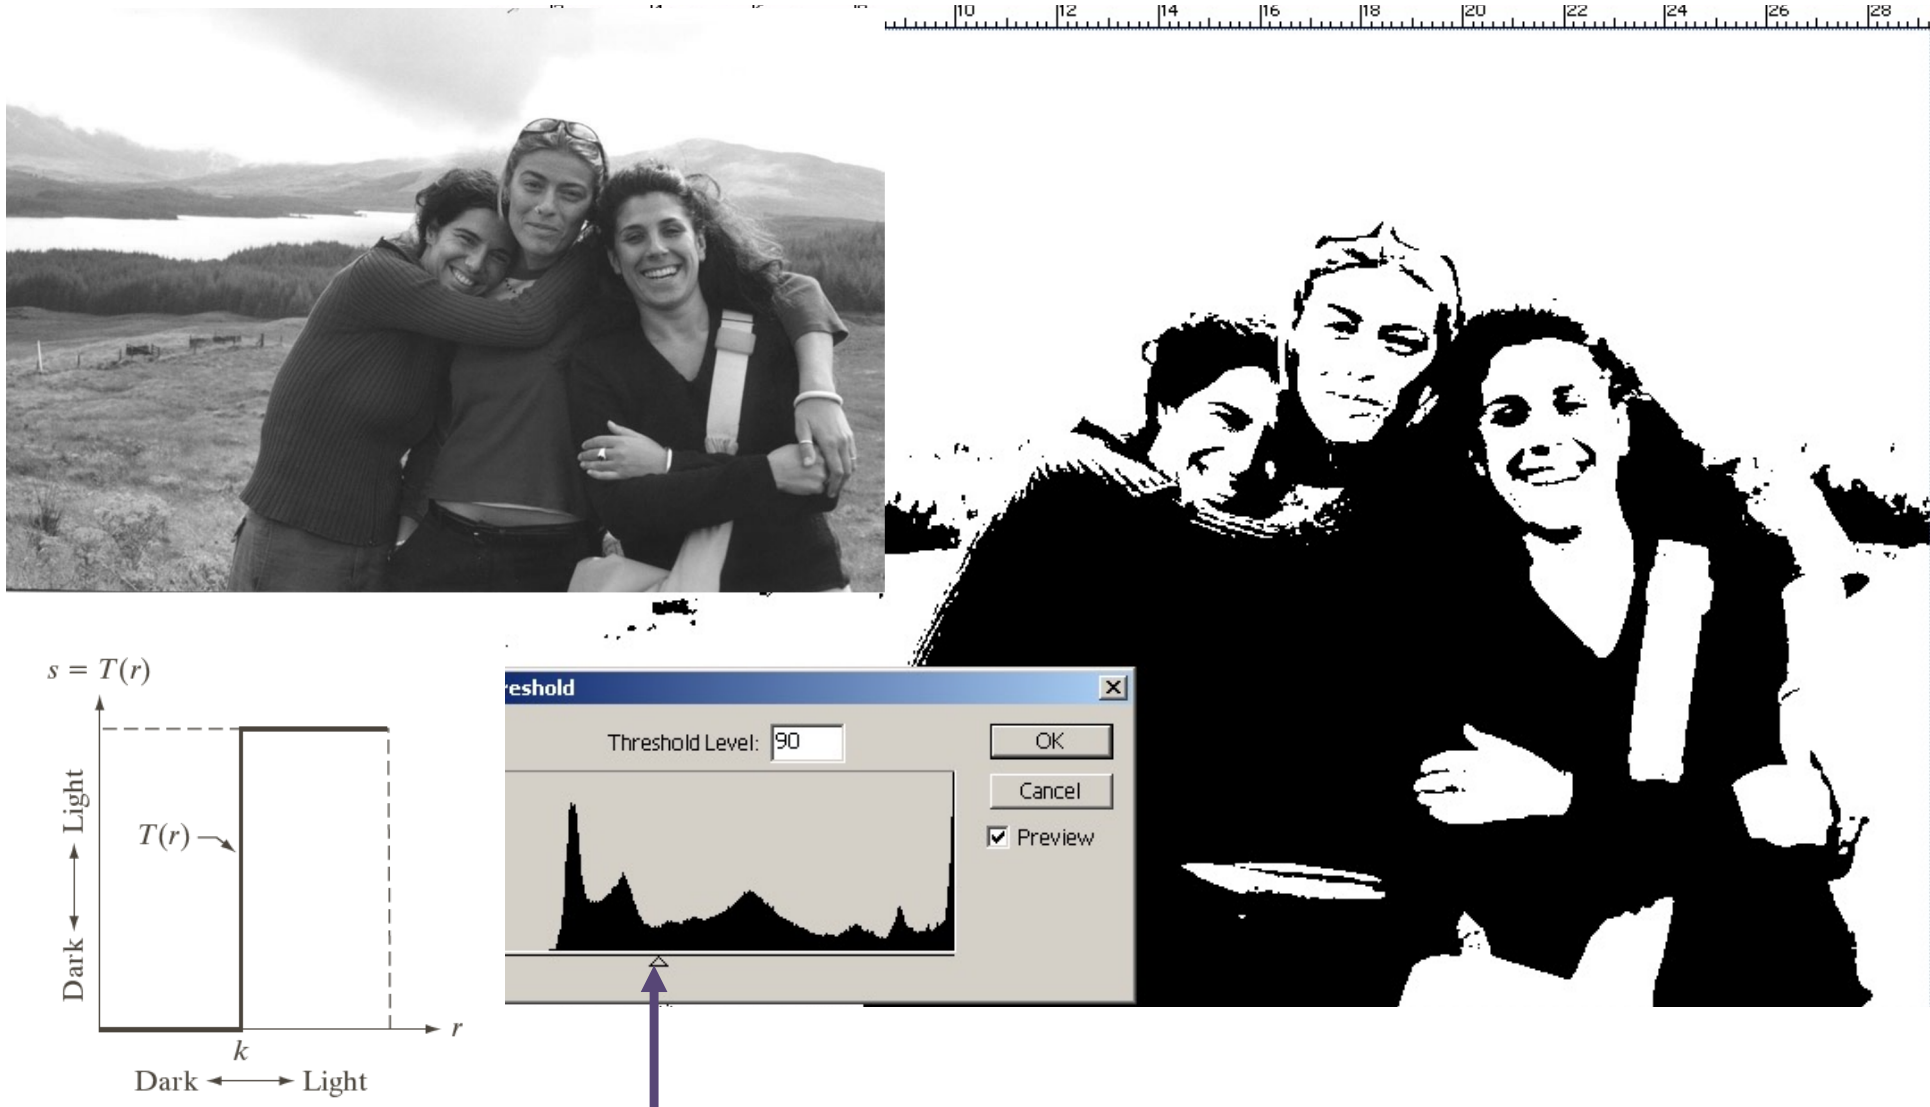 10 12 14 16 18 20 22 24 26 28
reshold
Threshold Level: 90
OK
Cancel
Preview
s = T(r)
Dark Light
T(r)
k
r
Dark Light